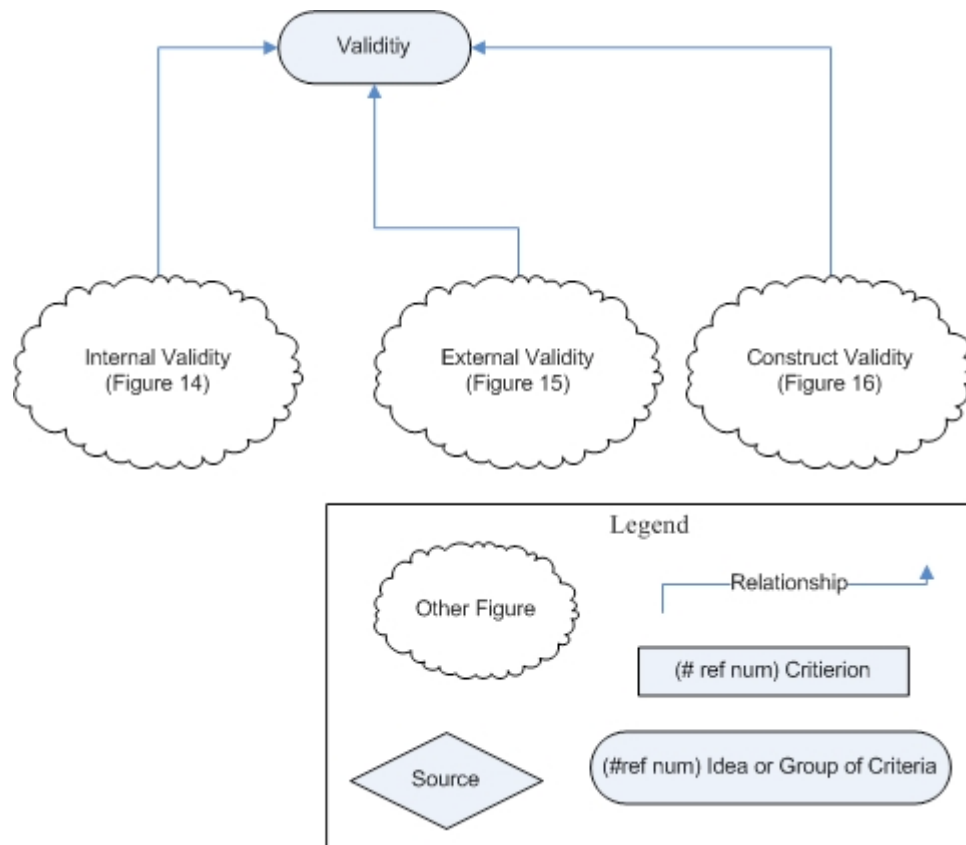 Validitiy
Internal Validity
(Figure 14)
External Validity
(Figure 15)
Construct Validity
(Figure 16)
Legend
Other Figure
Relationship
(# ref num) Critierion
Source
(#ref num) Idea or Group of Criteria